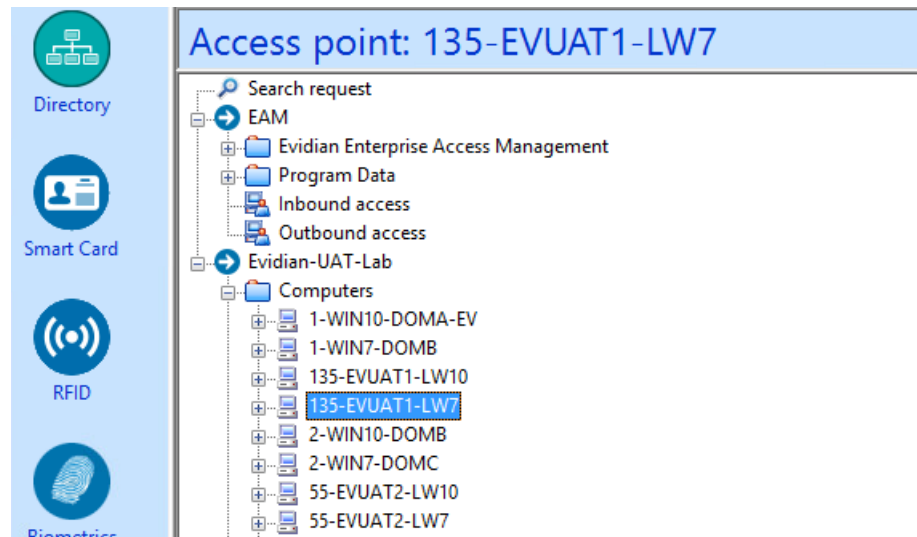 Access point: 135-EVUAT1-LW7
Directory
Smart Card
RFID
Biometrics
Search request
EAM
Evidian Enterprise Access Management
Program Data
Inbound access
Outbound access
Evidian-UAT-Lab
Computers
1-WIN10-DOMA-EV
1-WIN7-DOMB
135-EVUAT1-LW10
135-EVUAT1-LW7
2-WIN10-DOMB
2-WIN7-DOMC
55-EVUAT2-LW10
55-EVUAT2-LW7